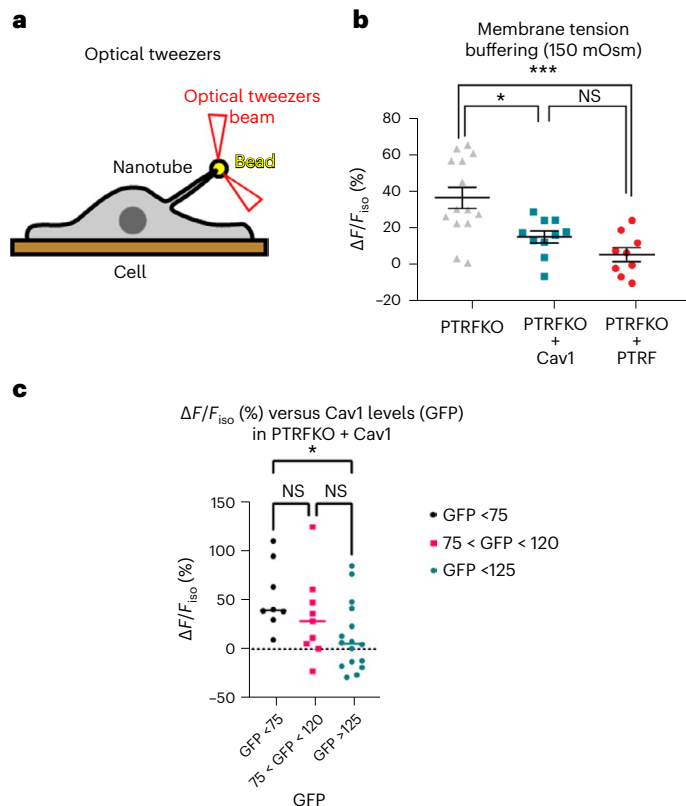 a
Optical tweezers
Optical tweezers
beam
Nanotube
Bead
Cell
b
Membrane tension
buffering (150 mOsm)
***
*
NS
ΔF/Fiso (%)
80
60
40
20
0
−20
PTRFKO
PTRFKO
+
Cav1
PTRFKO
+
PTRF
c
ΔF/Fiso (%) versus Cav1 levels (GFP)
in PTRFKO + Cav1
*
NS
NS
ΔF/Fiso (%)
150
100
50
0
−50
GFP <75
75 < GFP < 120
GFP >125
GFP
GFP <75
75 < GFP < 120
GFP <125